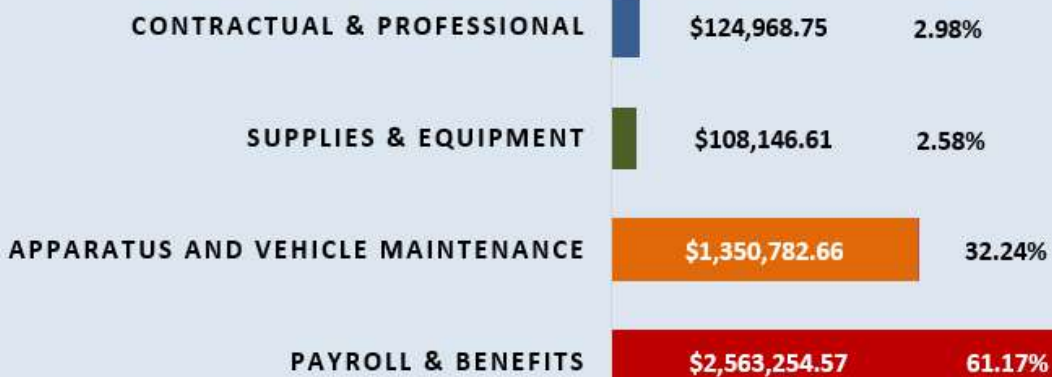 CONTRACTUAL & PROFESSIONAL $124,968.75 2.98%
SUPPLIES & EQUIPMENT $108,146.61 2.58%
APPARATUS AND VEHICLE MAINTENANCE $1,350,782.66 32.24%
PAYROLL & BENEFITS $2,563,254.57 61.17%